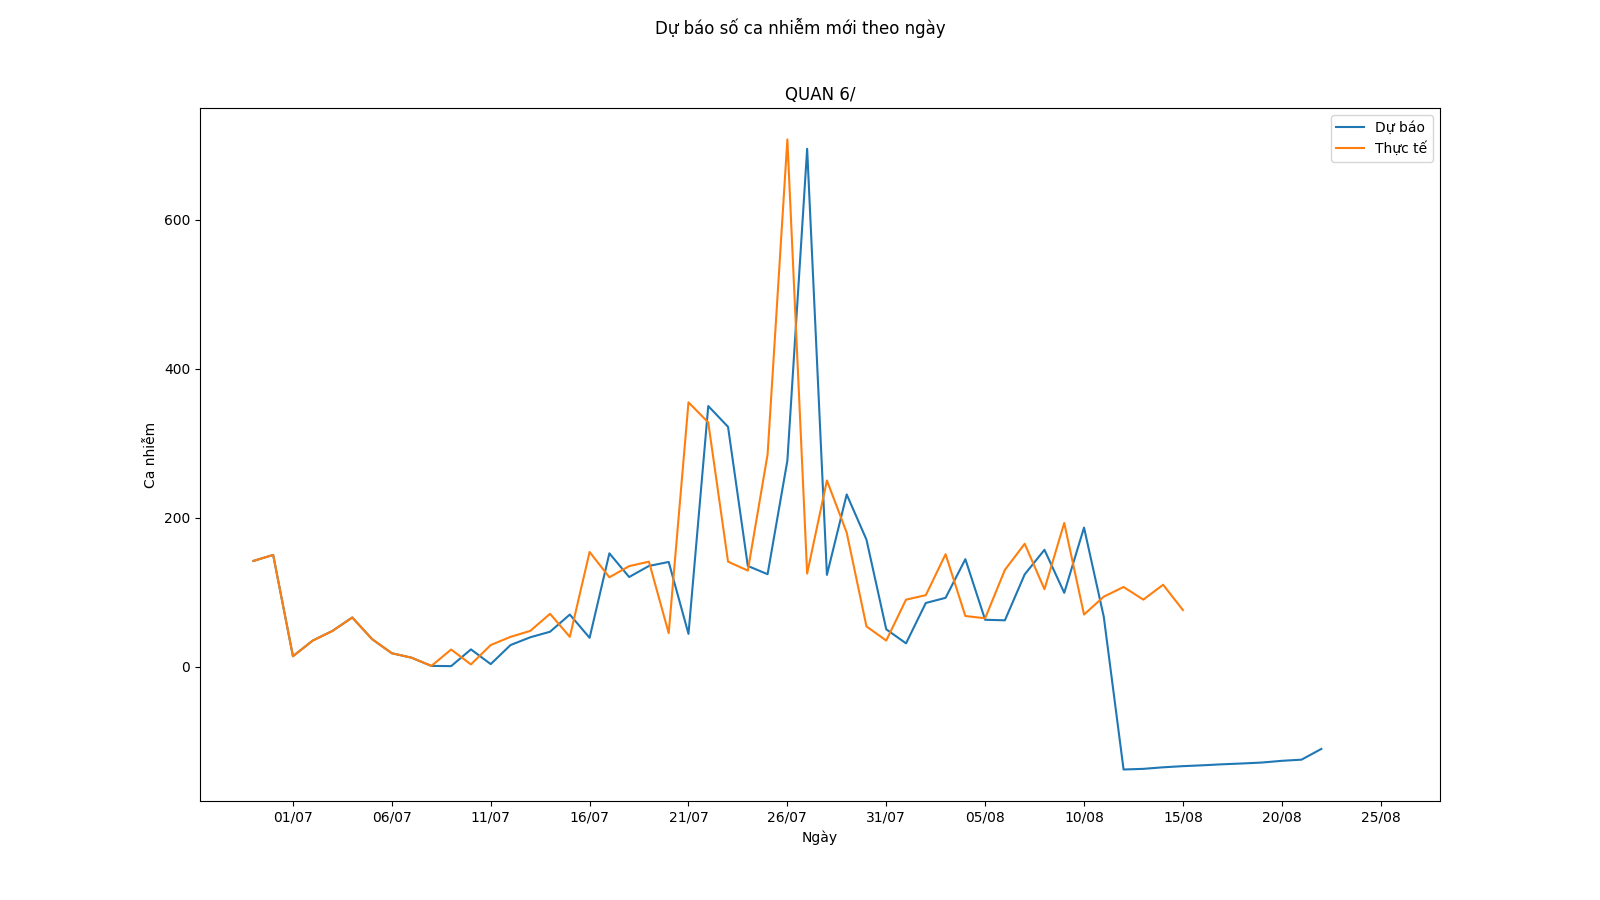 Dự báo số ca nhiễm mới theo ngày
QUAN 6/
Dự báo
Thực tế
600
400
200
0
Ca nhiễm
01/07 06/07 11/07 16/07 21/07 26/07 31/07 05/08 10/08 15/08 20/08 25/08
Ngày